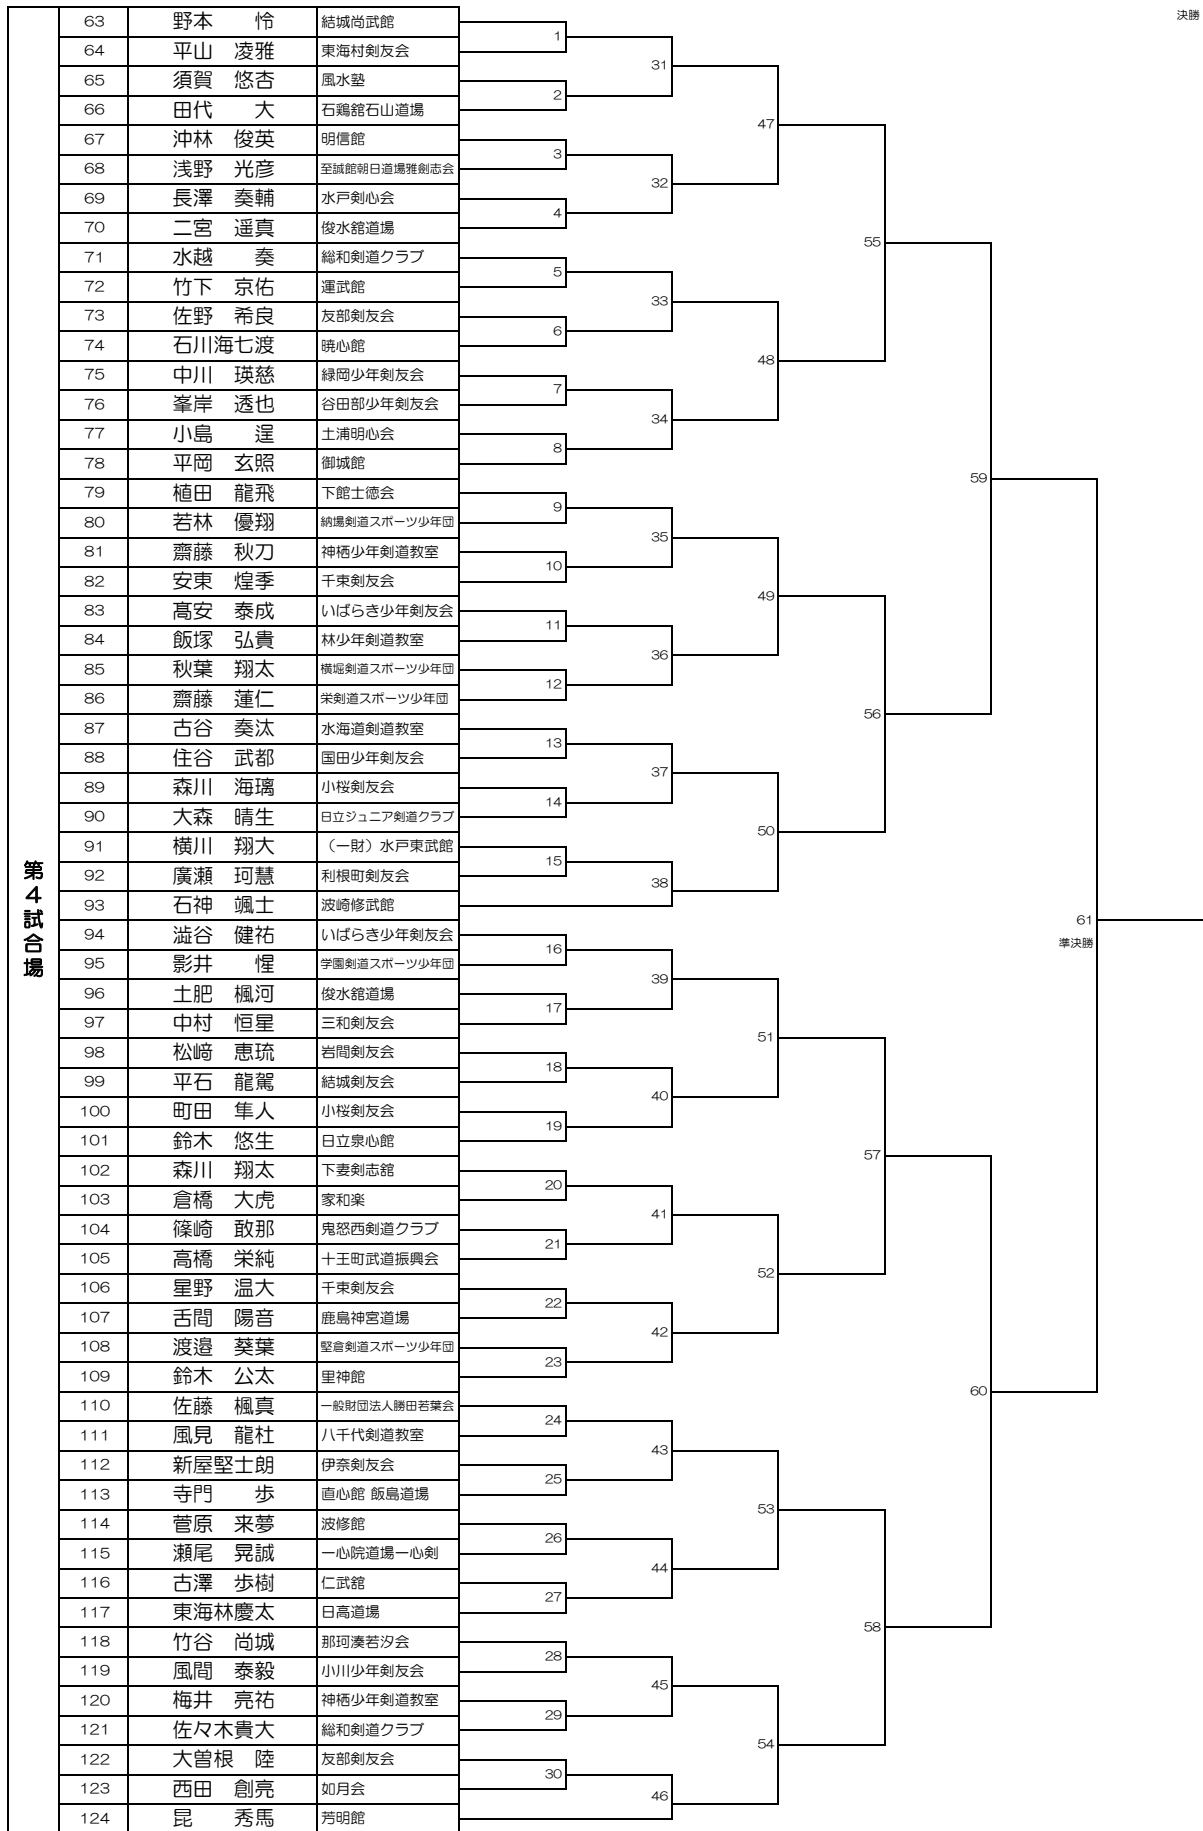 決勝
第4試合場
63 野本　怜 結城尚武館
64 平山　凌雅 東海村剣友会
65 須賀　悠杏 風水塾
66 田代　大 石鶏舘石山道場
67 沖林　俊英 明信館
68 浅野　光彦 至誠館朝日道場雅劍志会
69 長澤　奏輔 水戸剣心会
70 二宮　遥真 俊水舘道場
71 水越　奏 総和剣道クラブ
72 竹下　京佑 運武館
73 佐野　希良 友部剣友会
74 石川海七渡 暁心館
75 中川　瑛慈 緑岡少年剣友会
76 峯岸　透也 谷田部少年剣友会
77 小島　逞 土浦明心会
78 平岡　玄照 御城館
79 植田　龍飛 下館士徳会
80 若林　優翔 納場剣道スポーツ少年団
81 齋藤　秋刀 神栖少年剣道教室
82 安東　煌季 千束剣友会
83 髙安　泰成 いばらき少年剣友会
84 飯塚　弘貴 林少年剣道教室
85 秋葉　翔太 横堀剣道スポーツ少年団
86 齋藤　蓮仁 栄剣道スポーツ少年団
87 古谷　奏汰 水海道剣道教室
88 住谷　武都 国田少年剣友会
89 森川　海璃 小桜剣友会
90 大森　晴生 日立ジュニア剣道クラブ
91 横川　翔大 （一財）水戸東武館
92 廣瀬　珂慧 利根町剣友会
93 石神　颯士 波崎修武館
94 澁谷　健祐 いばらき少年剣友会
95 影井　惺 学園剣道スポーツ少年団
96 土肥　楓河 俊水舘道場
97 中村　恒星 三和剣友会
98 松﨑　恵琉 岩間剣友会
99 平石　龍駕 結城剣友会
100 町田　隼人 小桜剣友会
101 鈴木　悠生 日立泉心館
102 森川　翔太 下妻剣志舘
103 倉橋　大虎 家和楽
104 篠崎　敢那 鬼怒西剣道クラブ
105 高橋　栄純 十王町武道振興会
106 星野　温大 千束剣友会
107 舌間　陽音 鹿島神宮道場
108 渡邉　葵葉 堅倉剣道スポーツ少年団
109 鈴木　公太 里神館
110 佐藤　楓真 一般財団法人勝田若葉会
111 風見　龍杜 八千代剣道教室
112 新屋堅士朗 伊奈剣友会
113 寺門　歩 直心館 飯島道場
114 菅原　来夢 波修館
115 瀬尾　晃誠 一心院道場一心剣
116 古澤　歩樹 仁武舘
117 東海林慶太 日高道場
118 竹谷　尚城 那珂湊若汐会
119 風間　泰毅 小川少年剣友会
120 梅井　亮祐 神栖少年剣道教室
121 佐々木貴大 総和剣道クラブ
122 大曽根　陸 友部剣友会
123 西田　創亮 如月会
124 昆　秀馬 芳明館
1
2
3
4
5
6
7
8
9
10
11
12
13
14
15
16
17
18
19
20
21
22
23
24
25
26
27
28
29
30
31
32
33
34
35
36
37
38
39
40
41
42
43
44
45
46
47
48
49
50
51
52
53
54
55
56
57
58
59
60
61
準決勝